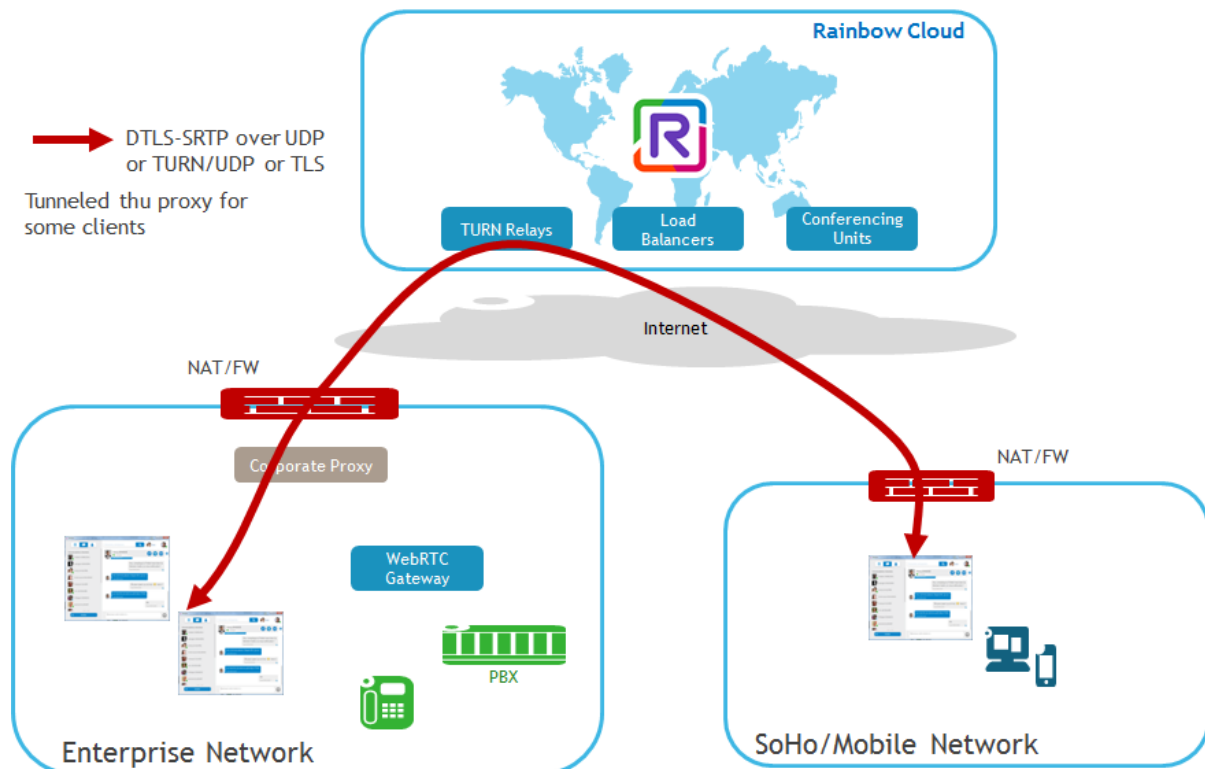 Rainbow Cloud
R
DTLS-SRTP over UDP
or TURN/UDP or TLS
Tunneled thu proxy for
some clients
TURN Relays
Load
Balancers
Conferencing
Units
Internet
NAT/FW
Corporate Proxy
NAT/FW
WebRTC
Gateway
PBX
Enterprise Network
SoHo/Mobile Network